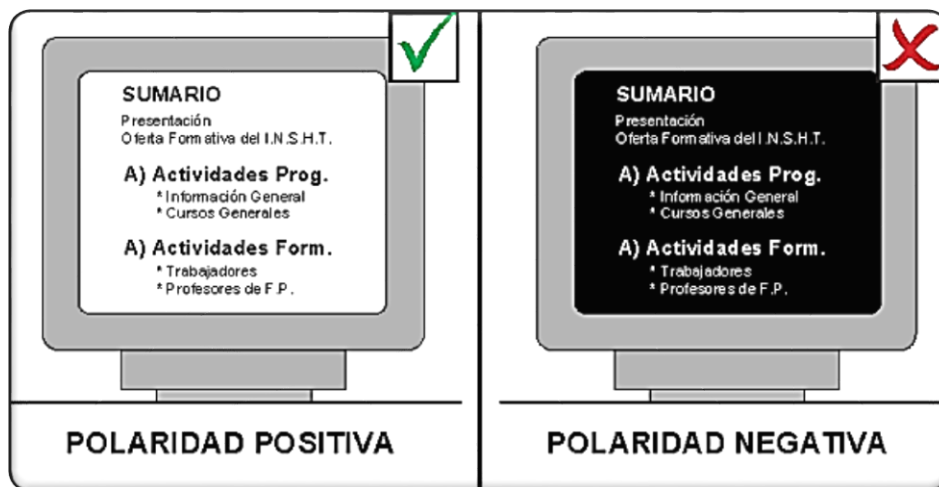 SUMARIO
Presentación
Oferta Formativa del I.N.S.H.T.
A) Actividades Prog.
* Información General
* Cursos Generales
A) Actividades Form.
* Trabajadores
* Profesores de F.P.
POLARIDAD POSITIVA
SUMARIO
Presentación
Oferta Formativa del I.N.S.H.T.
A) Actividades Prog.
* Información General
* Cursos Generales
A) Actividades Form.
* Trabajadores
* Profesores de F.P.
POLARIDAD NEGATIVA